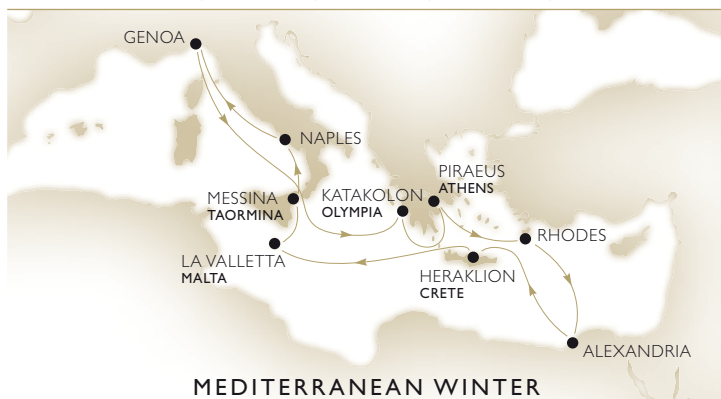 GENOA
NAPLES
PIRAEUS
ATHENS
MESSINA
TAORMINA
KATAKOLON
OLYMPIA
RHODES
LA VALLETTA
MALTA
HERAKLION
CRETE
ALEXANDRIA
MEDITERRANEAN WINTER